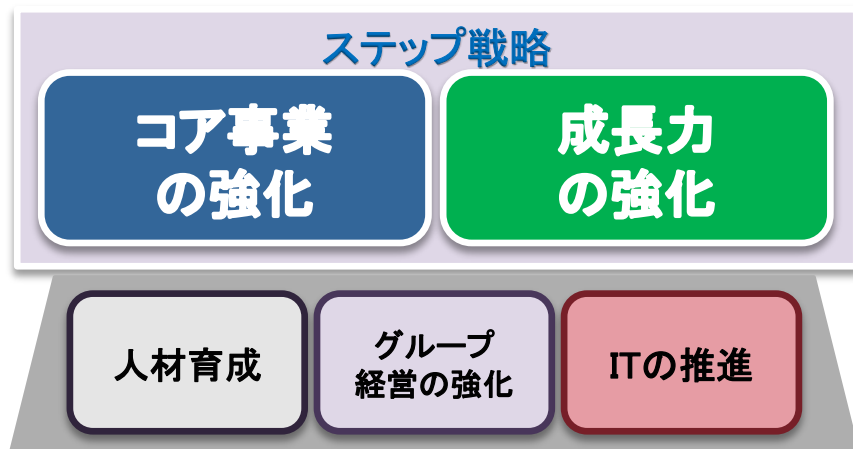 ステップ戦略
コア事業
の強化
成長力
の強化
人材育成
グループ
経営の強化
ITの推進